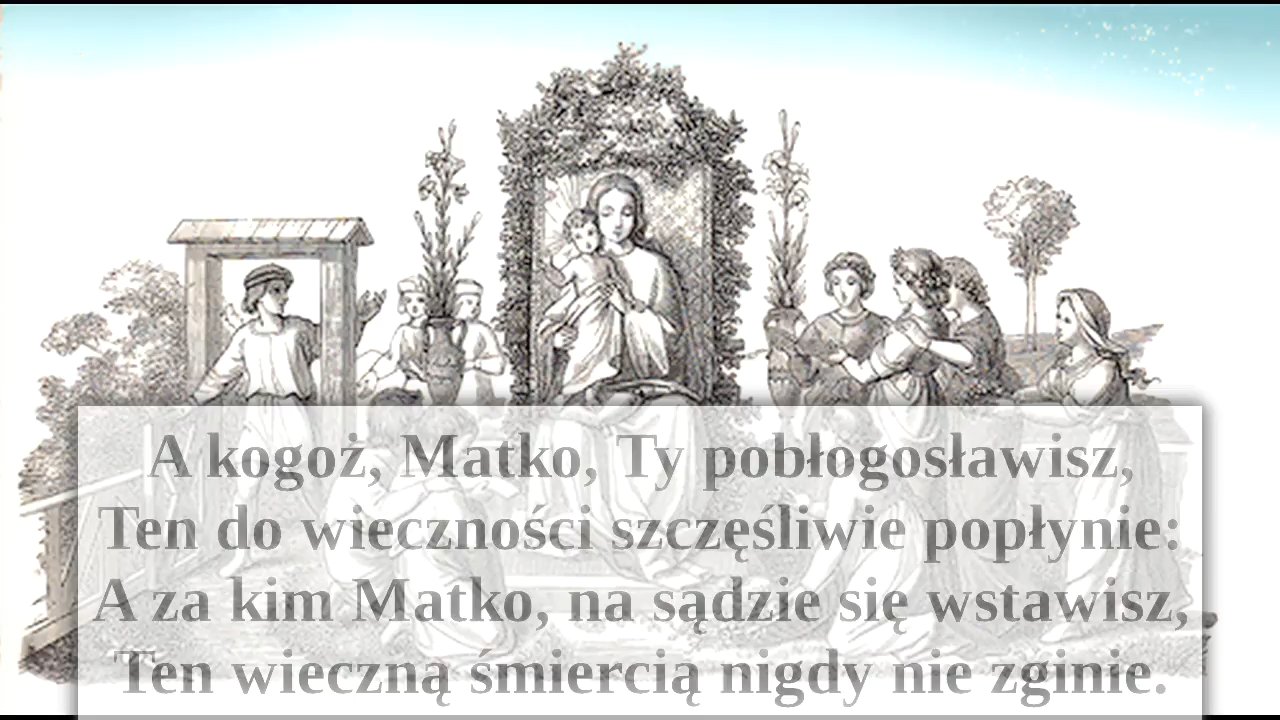 A kogoż, Matko, Ty pobłogosławisz,
Ten do wieczności szczęśliwie popłynie:
A za kim Matko, na sądzie się wstawisz,
Ten wieczną śmiercią nigdy nie zginie.